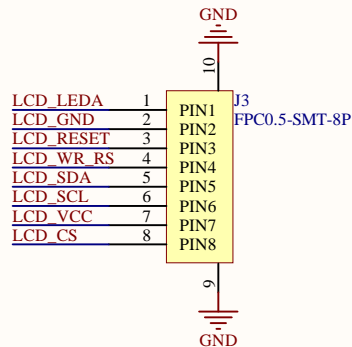 GND
10
LCD_LEDA 1 PIN1 J3
LCD_GND 2 PIN2 FPC0.5-SMT-8P
LCD_RESET 3 PIN3
LCD_WR_RS 4 PIN4
LCD_SDA 5 PIN5
LCD_SCL 6 PIN6
LCD_VCC 7 PIN7
LCD_CS 8 PIN8
9
GND